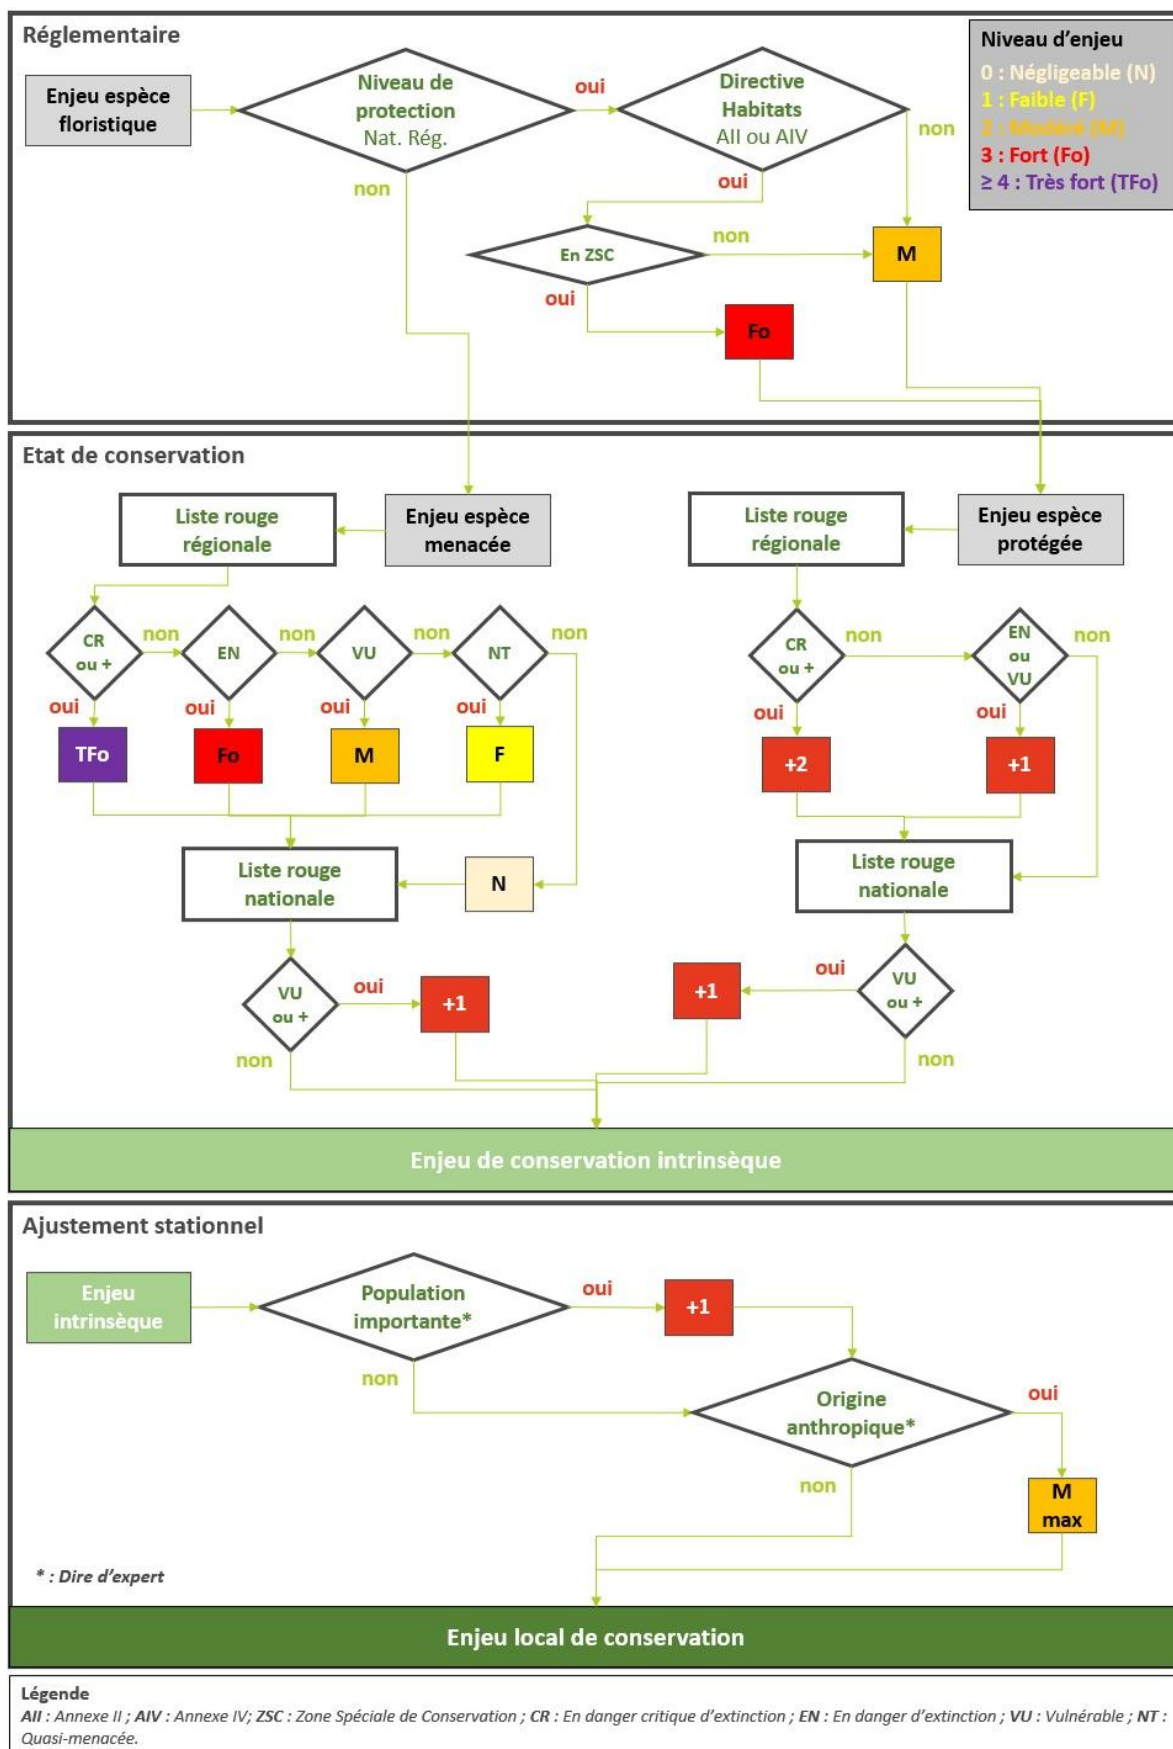 Réglementaire
Niveau d'enjeu
0 : Négligeable (N)
1 : Faible (F)
2 : Modéré (M)
3 : Fort (Fo)
≥ 4 : Très fort (TFo)
Enjeu espèce
floristique
Niveau de
protection
Nat. Rég.
oui
non
Directive
Habitats
AII ou AIV
non
oui
En ZSC
non
oui
M
Fo
Etat de conservation
Liste rouge
régionale
Enjeu espèce
menacée
CR
ou +
non
EN
non
VU
non
NT
non
oui
oui
oui
oui
TFo
Fo
M
F
Liste rouge
nationale
N
VU
ou +
oui
+1
non
Liste rouge
régionale
Enjeu espèce
protégée
CR
ou +
non
EN
ou
VU
non
oui
oui
+2
+1
Liste rouge
nationale
+1
oui
VU
ou +
non
Enjeu de conservation intrinsèque
Ajustement stationnel
Enjeu
intrinsèque
Population
importante*
oui
+1
non
Origine
anthropique*
oui
non
M
max
* : Dire d'expert
Enjeu local de conservation
Légende
AII : Annexe II ; AIV : Annexe IV; ZSC : Zone Spéciale de Conservation ; CR : En danger critique d'extinction ; EN : En danger d'extinction ; VU : Vulnérable ; NT :
Quasi-menacée.